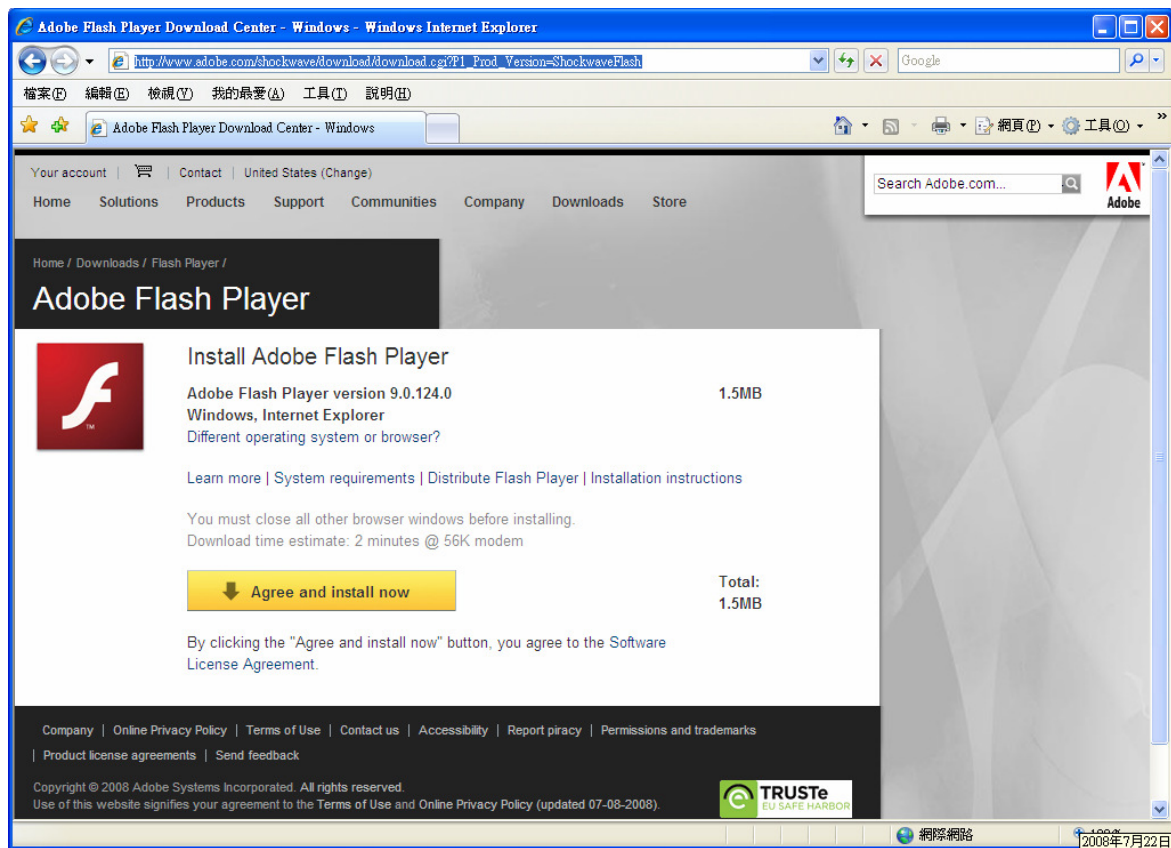 Adobe Flash Player Download Center - Windows - Windows Internet Explorer
http://www.adobe.com/shockwave/download/download.cgi?P1_Prod_Version=ShockwaveFlash
Google
檔案(F) 編輯(E) 檢視(V) 我的最愛(A) 工具(T) 說明(H)
Adobe Flash Player Download Center - Windows
網頁(P) 工具(O) »
Your account | | Contact | United States (Change)
Search Adobe.com...
Adobe
Home Solutions Products Support Communities Company Downloads Store
Home / Downloads / Flash Player /
Adobe Flash Player
Install Adobe Flash Player
Adobe Flash Player version 9.0.124.0 1.5MB
Windows, Internet Explorer
Different operating system or browser?
Learn more | System requirements | Distribute Flash Player | Installation instructions
You must close all other browser windows before installing.
Download time estimate: 2 minutes @ 56K modem
TM
Agree and install now
Total:
1.5MB
By clicking the "Agree and install now" button, you agree to the Software
License Agreement.
Company | Online Privacy Policy | Terms of Use | Contact us | Accessibility | Report piracy | Permissions and trademarks
| Product license agreements | Send feedback
Copyright © 2008 Adobe Systems Incorporated. All rights reserved.
Use of this website signifies your agreement to the Terms of Use and Online Privacy Policy (updated 07-08-2008).
TRUSTe
EU SAFE HARBOR
網際網路
2008年7月22日